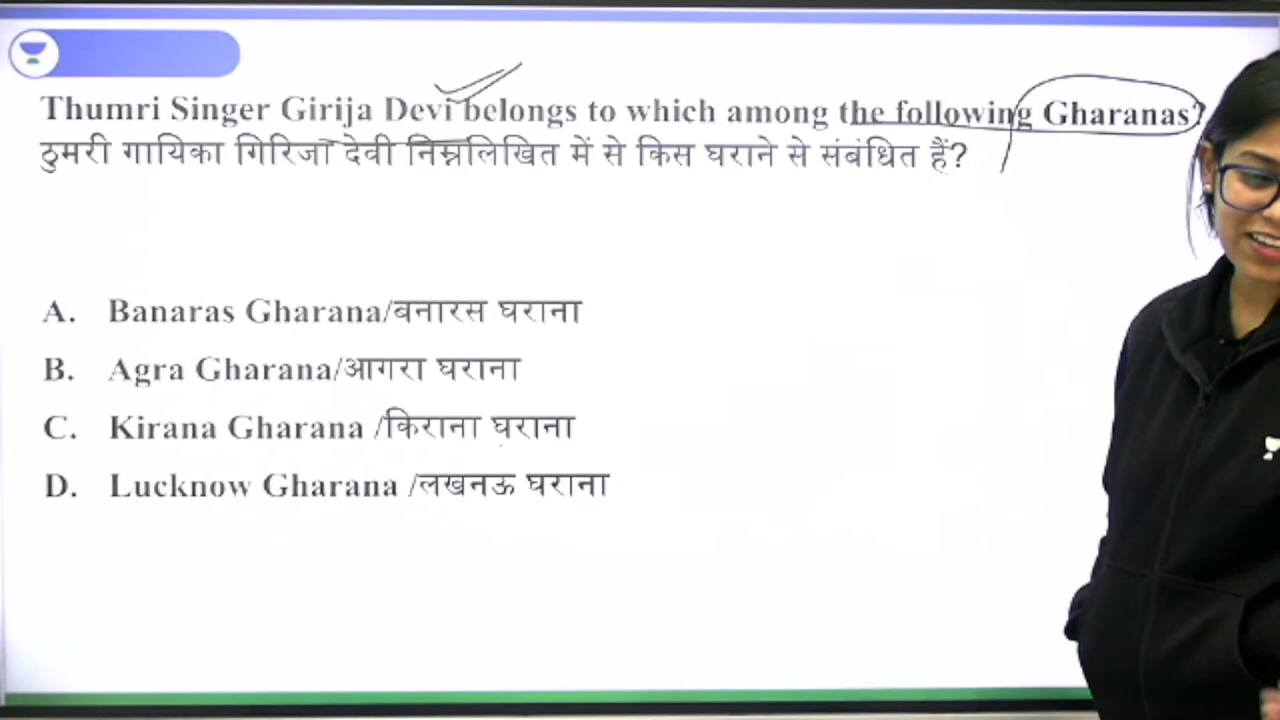 Thumri Singer Girija Devi belongs to which among the following Gharanas?
ठुमरी गायिका गिरिजा देवी निम्नलिखित में से किस घराने से संबंधित हैं?
A. Banaras Gharana/बनारस घराना
B. Agra Gharana/आगरा घराना
C. Kirana Gharana /किराना घराना
D. Lucknow Gharana /लखनऊ घराना